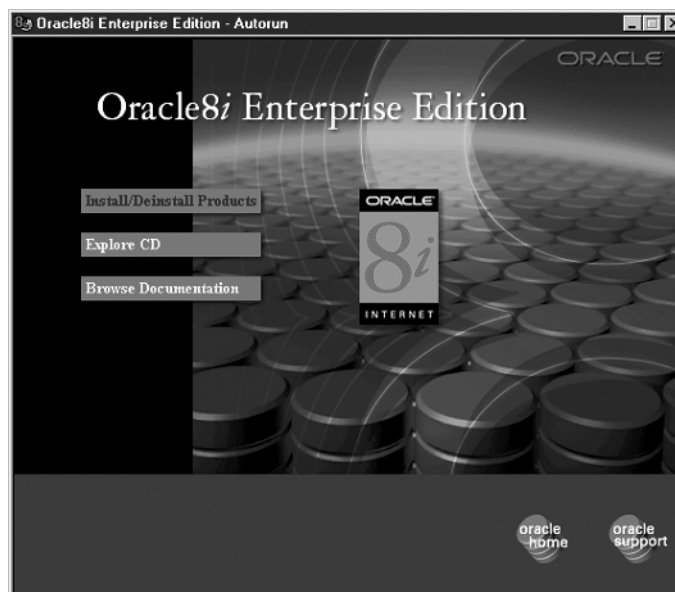 Oracle8i Enterprise Edition - Autorun
ORACLE
Oracle8i Enterprise Edition
Install/Deinstall Products
ORACLE
8i
Explore CD
Browse Documentation
INTERNET
oracle
home
oracle
support